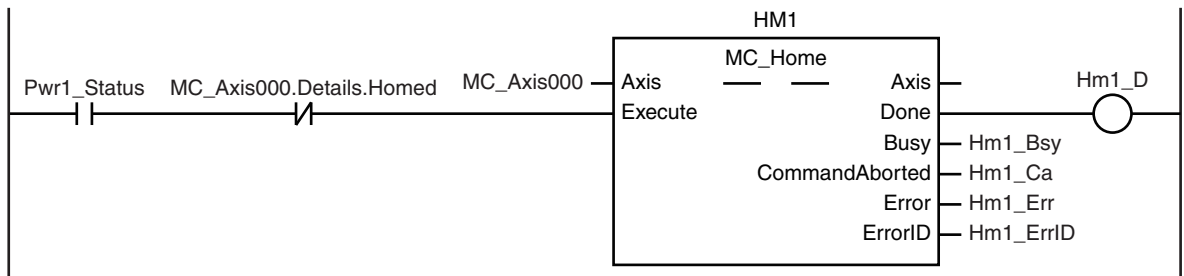 HM1
MC_Home
Pwr1_Status MC_Axis000.Details.Homed MC_Axis000 Axis Axis Hm1_D
Execute Done
Busy Hm1_Bsy
CommandAborted Hm1_Ca
Error Hm1_Err
ErrorID Hm1_ErrID